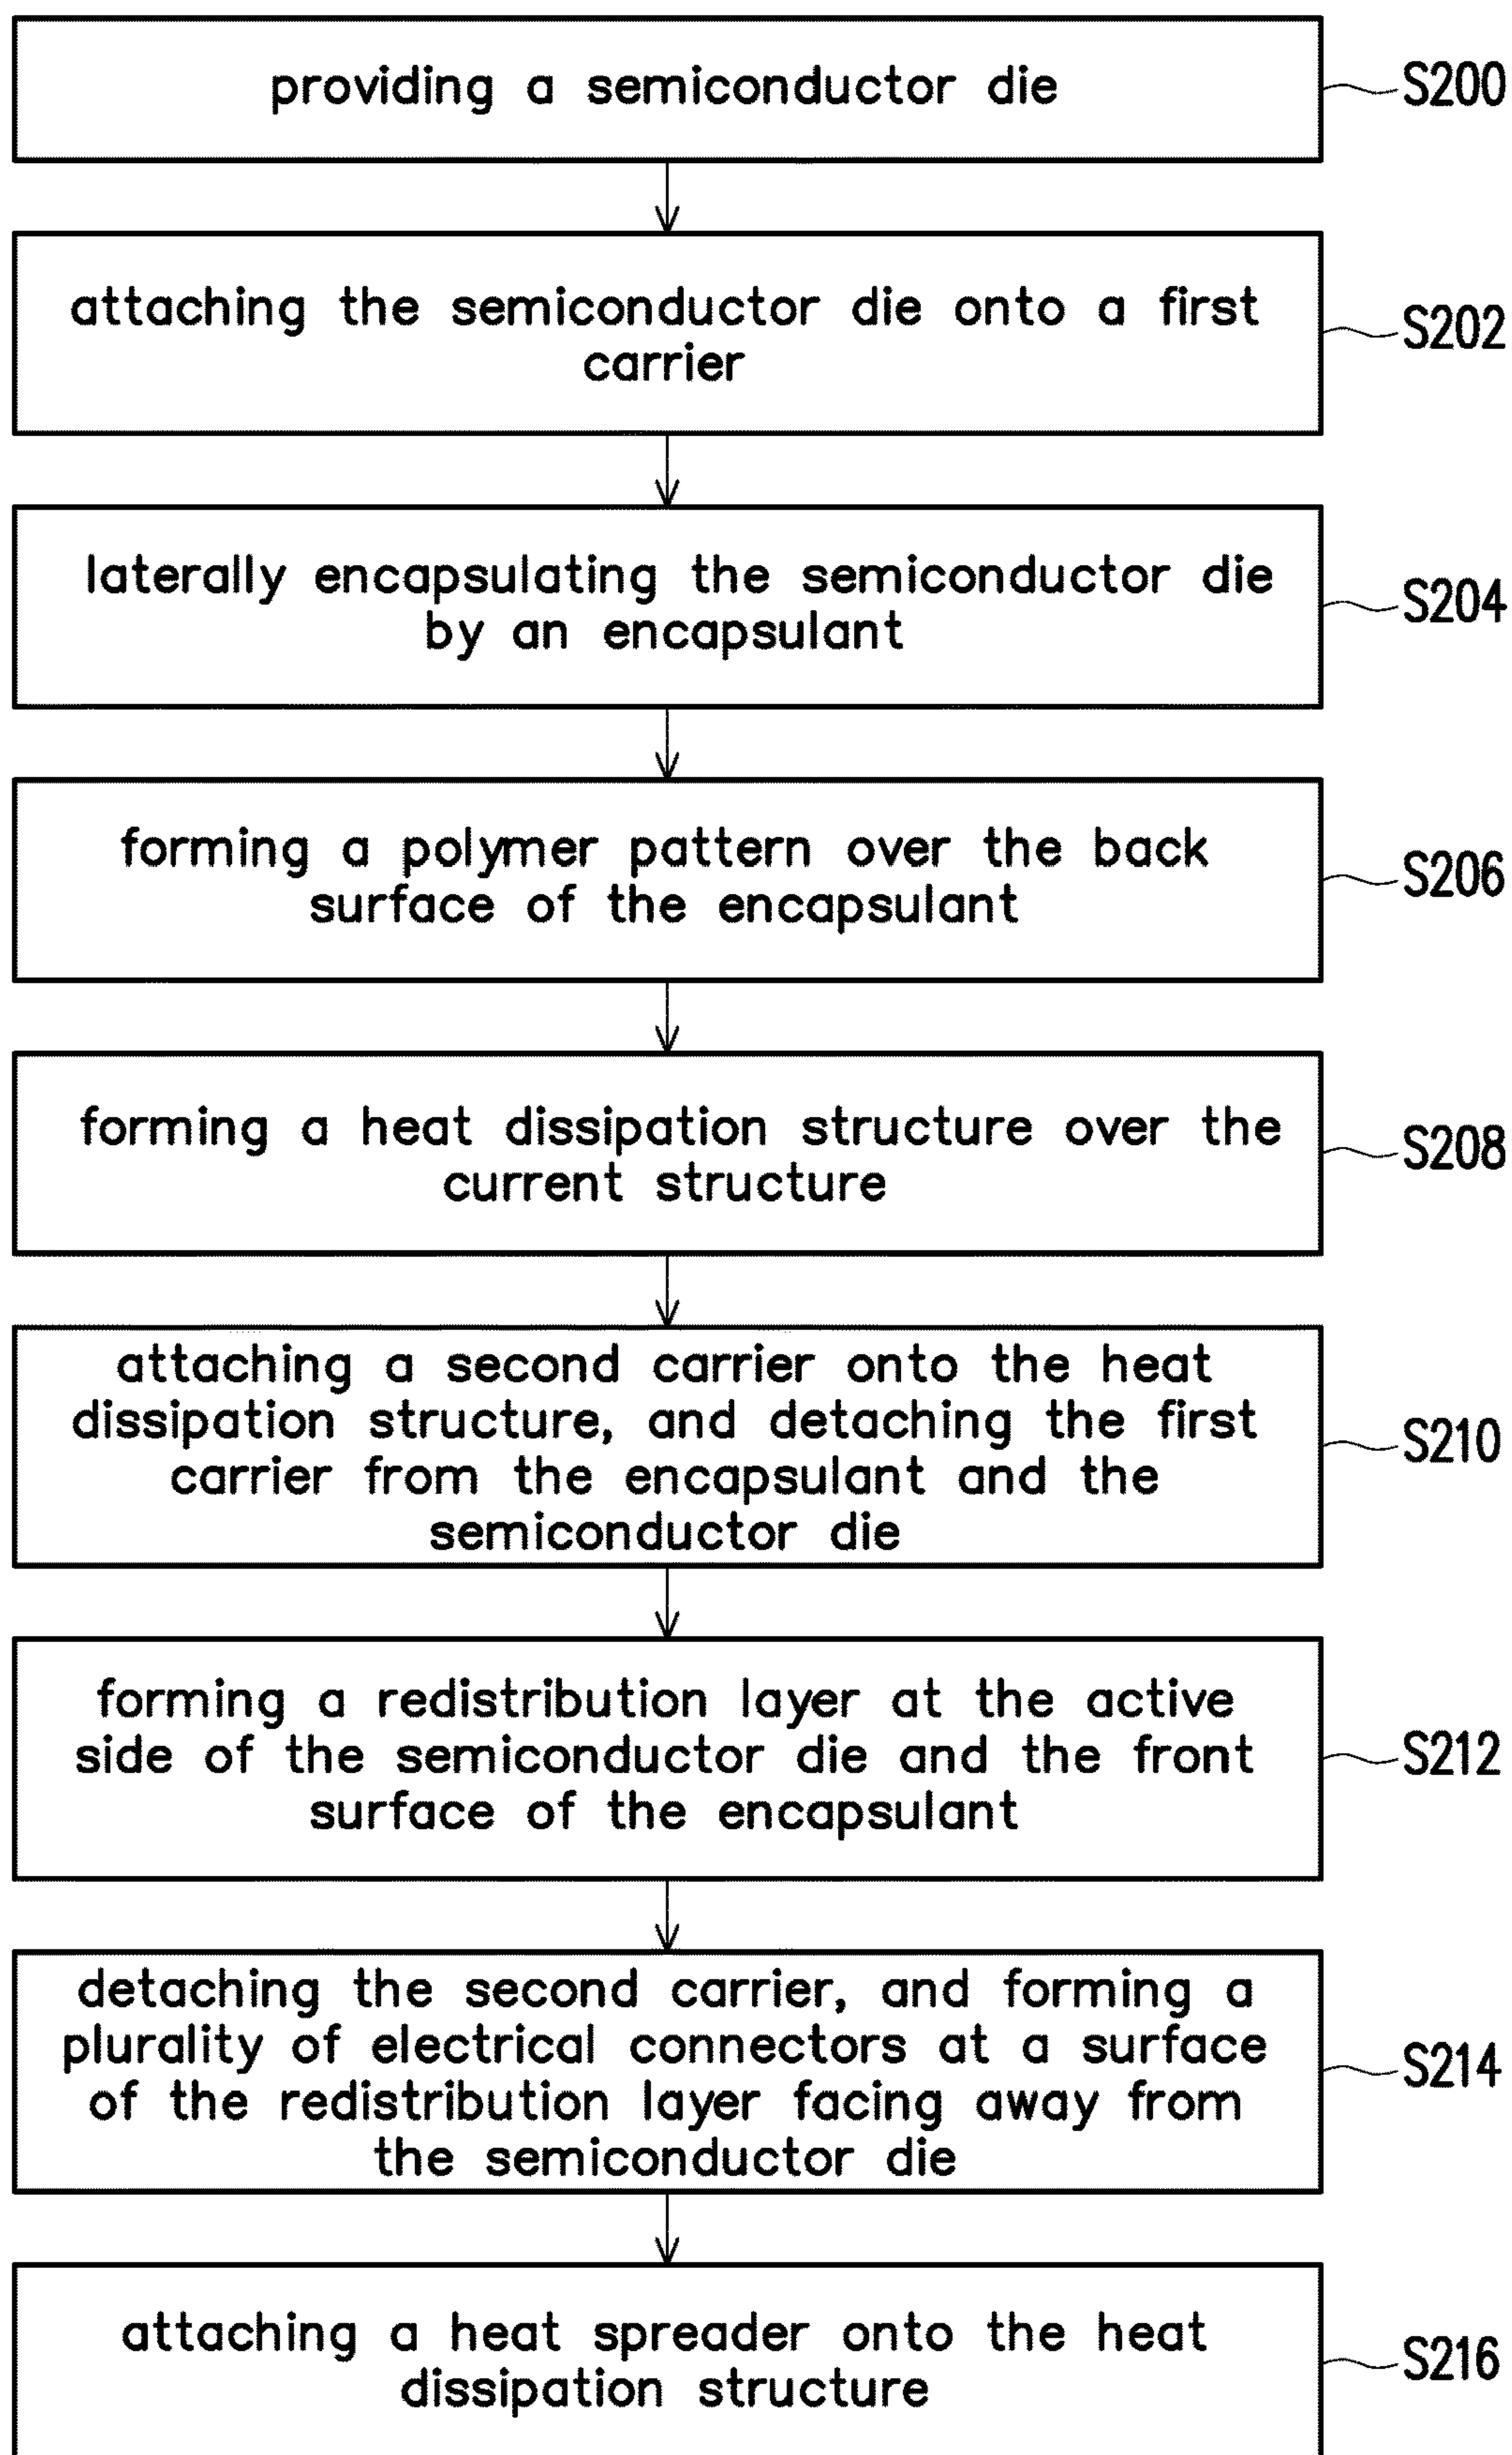 providing a semiconductor die
S200
attaching the semiconductor die onto a first
carrier
S202
laterally encapsulating the semiconductor die
by an encapsulant
S204
forming a polymer pattern over the back
surface of the encapsulant
S206
forming a heat dissipation structure over the
current structure
S208
attaching a second carrier onto the heat
dissipation structure, and detaching the first
carrier from the encapsulant and the
semiconductor die
S210
forming a redistribution layer at the active
side of the semiconductor die and the front
surface of the encapsulant
S212
detaching the second carrier, and forming a
plurality of electrical connectors at a surface
of the redistribution layer facing away from
the semiconductor die
S214
attaching a heat spreader onto the heat
dissipation structure
S216